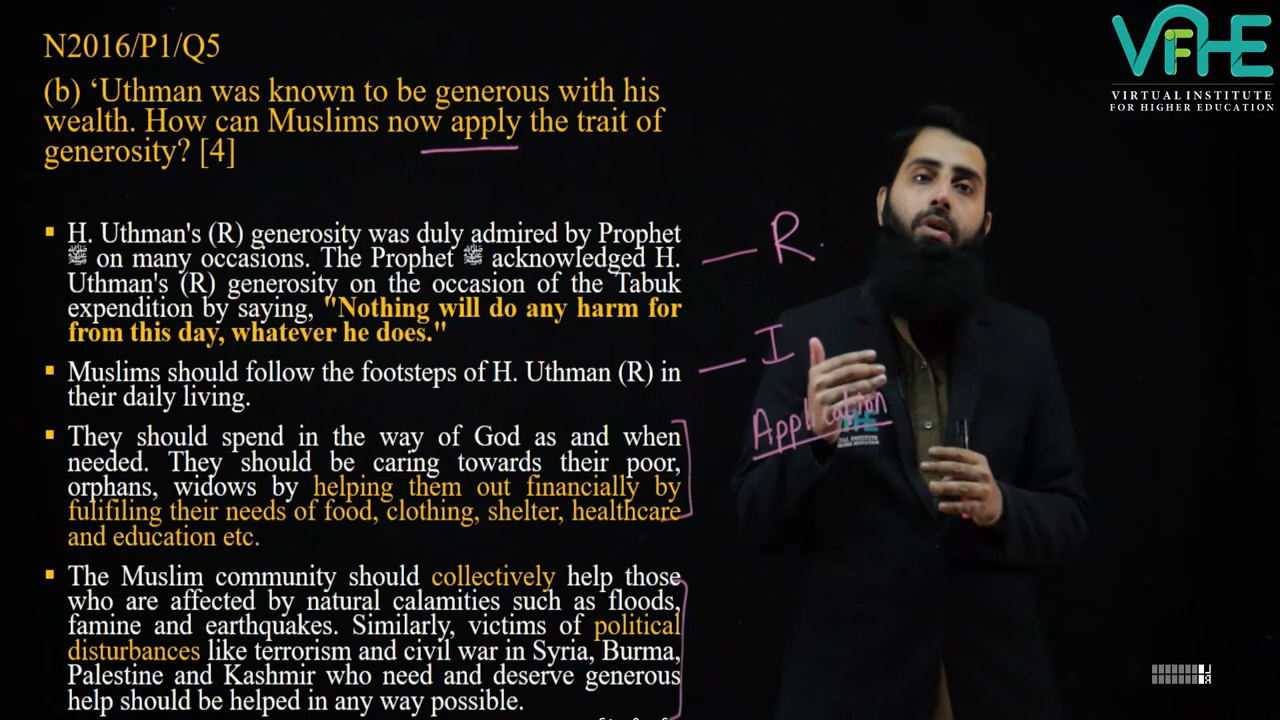 N2016/P1/Q5
(b) ‘Uthman was known to be generous with his
wealth. How can Muslims now apply the trait of
generosity? [4]
▪ H. Uthman's (R) generosity was duly admired by Prophet
ﷺ on many occasions. The Prophet ﷺ acknowledged H.
Uthman's (R) generosity on the occasion of the Tabuk
expendition by saying, "Nothing will do any harm for
from this day, whatever he does."
▪ Muslims should follow the footsteps of H. Uthman (R) in
their daily living.
▪ They should spend in the way of God as and when
needed. They should be caring towards their poor,
orphans, widows by helping them out financially by
fulifiling their needs of food, clothing, shelter, healthcare
and education etc.
▪ The Muslim community should collectively help those
who are affected by natural calamities such as floods,
famine and earthquakes. Similarly, victims of political
disturbances like terrorism and civil war in Syria, Burma,
Palestine and Kashmir who need and deserve generous
help should be helped in any way possible.
— R.
— I
Application
VIFHE
VIRTUAL INSTITUTE
FOR HIGHER EDUCATION
L
R